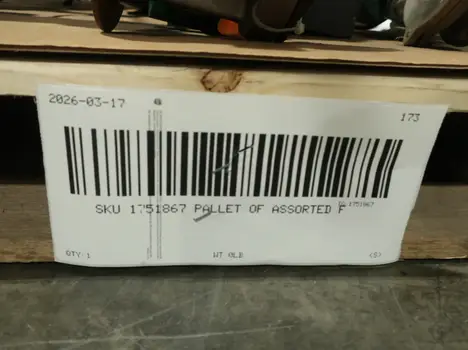 2026-03-17
173
SKU 1751867 PALLET OF ASSORTED F
QTY:1 WT 0LB